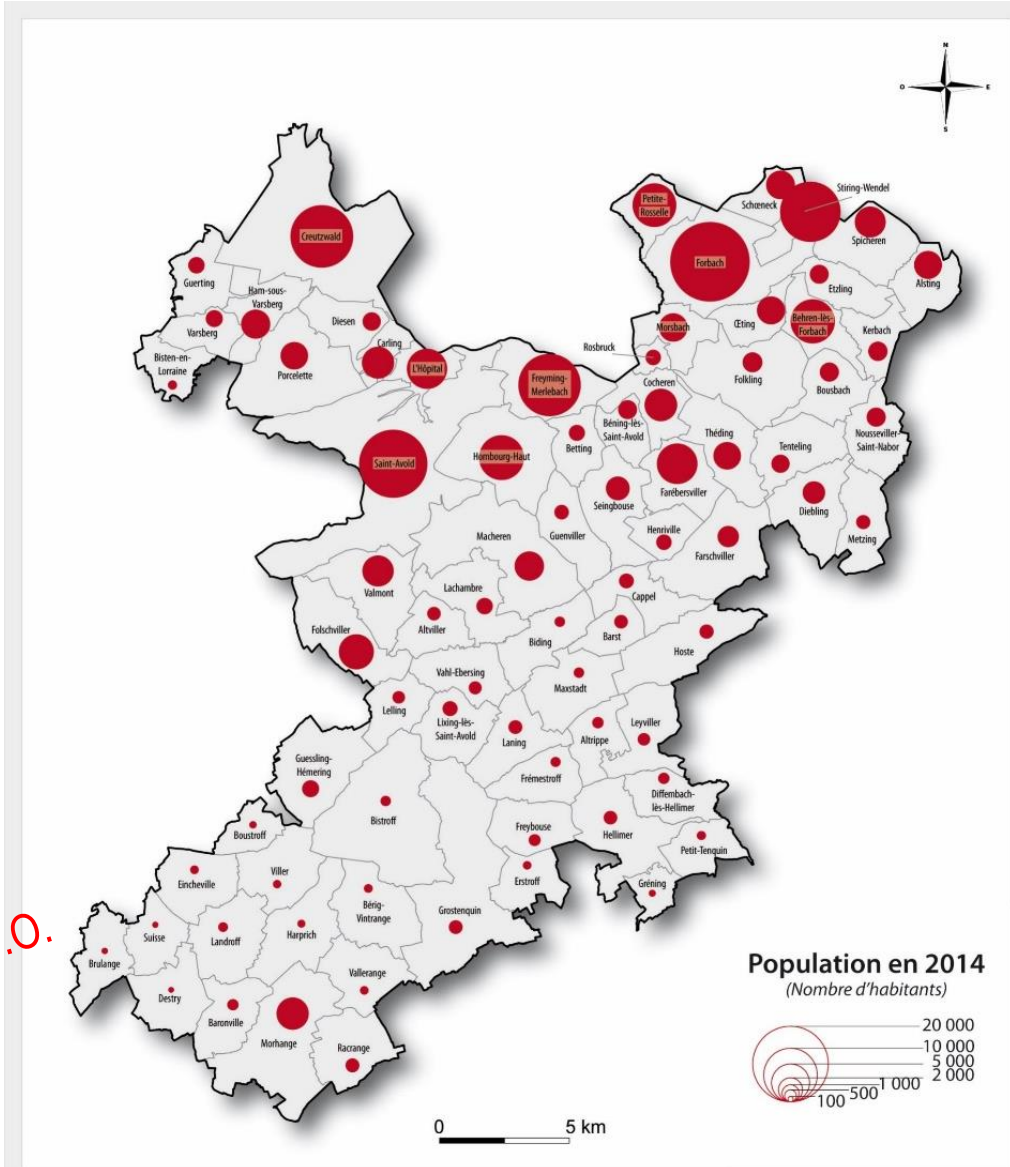 N
O
E
S
Stiring-Wendel
Schœneck
Petite-
Rosselle
Creutzwald
Spicheren
Forbach
Alsting
Guerting
Etzling
Ham-sous-
Varsberg
Diesen
Œting
Behren-lès-
Forbach
Varsberg
Morsbach
Kerbach
Carling
Rosbruck
Bisten-en-
Lorraine
Porcelette
L'Hôpital
Freyming-
Merlebach
Cocheren
Folkling
Bousbach
Béning-lès-
Saint-Avold
Théding
Nousseviller-
Saint-Nabor
Betting
Tenteling
Saint-Avold
Hombourg-Haut
Farébersviller
Seingbouse
Diebling
Henriville
Metzing
Macheren
Guenviller
Farschviller
Valmont
Lachambre
Cappel
Folschviller
Altviller
Biding
Barst
Hoste
Vahl-Ebersing
Maxstadt
Lelling
Lixing-lès-
Saint-Avold
Laning
Altrippe
Leyviller
Guessling-
Hémering
Frémestroff
Diffembach-
lès-Hellimer
Bistroff
Boustroff
Freybouse
Hellimer
Petit-Tenquin
Eincheville
Viller
Erstroff
Gréning
Bérig-
Vintrange
Grostenquin
.O.
Suisse
Landroff
Harprich
Brulange
Vallerange
Destry
Baronville
Morhange
Racrange
Population en 2014
(Nombre d'habitants)
20 000
10 000
5 000
2 000
1 000
500
100
0 5 km